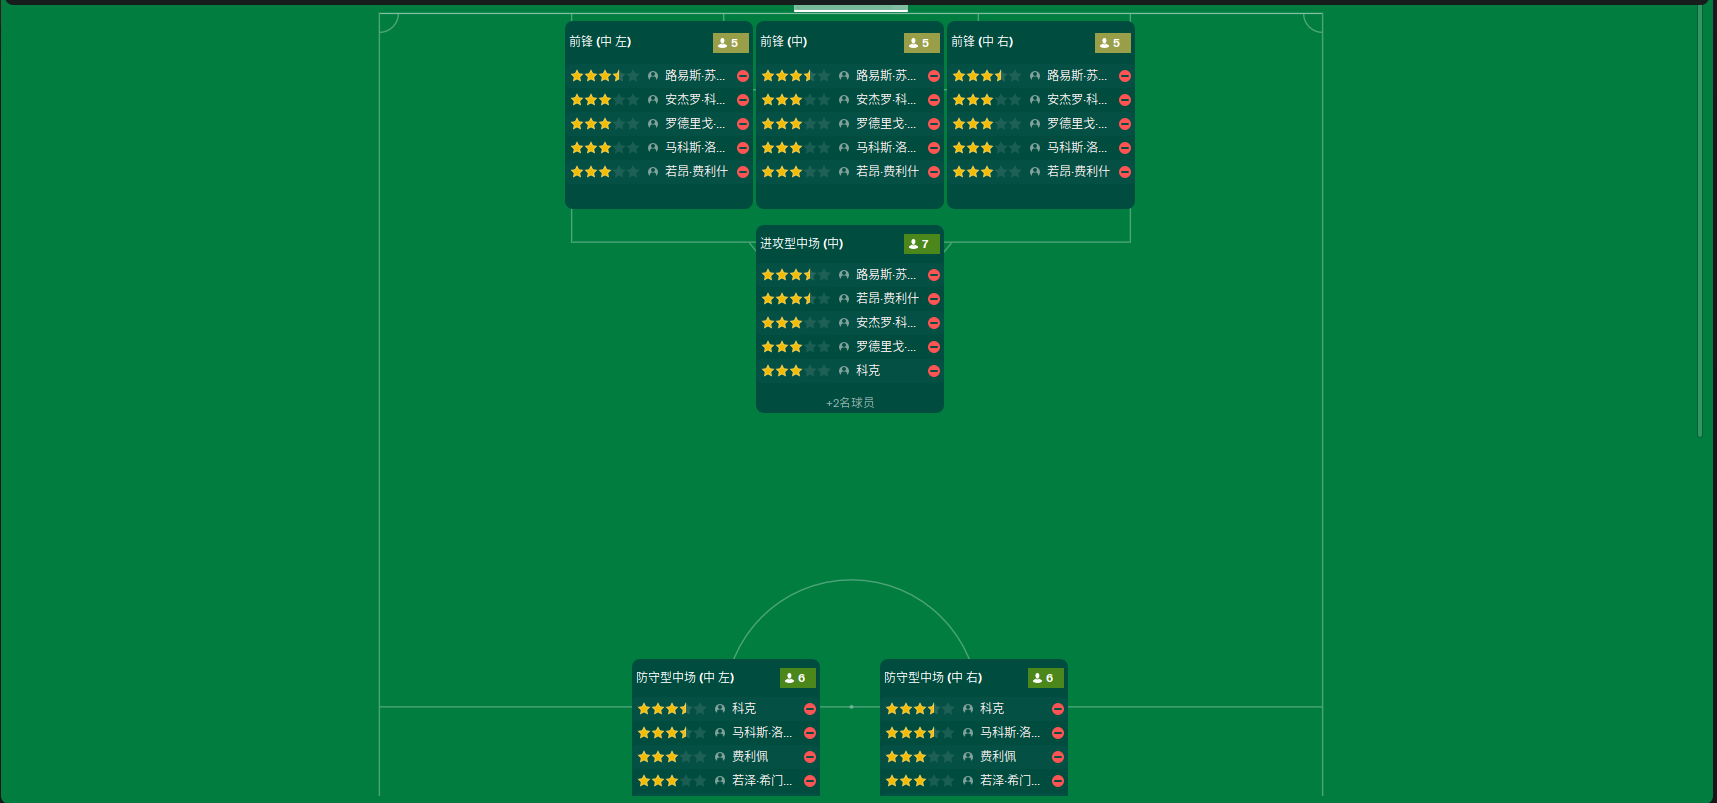 前锋 (中 左) 5
路易斯·苏...
安杰罗·科...
罗德里戈·...
马科斯·洛...
若昂·费利什
前锋 (中) 5
路易斯·苏...
安杰罗·科...
罗德里戈·...
马科斯·洛...
若昂·费利什
前锋 (中 右) 5
路易斯·苏...
安杰罗·科...
罗德里戈·...
马科斯·洛...
若昂·费利什
进攻型中场 (中) 7
路易斯·苏...
若昂·费利什
安杰罗·科...
罗德里戈·...
科克
+2名球员
防守型中场 (中 左) 6
科克
马科斯·洛...
费利佩
若泽·希门...
防守型中场 (中 右) 6
科克
马科斯·洛...
费利佩
若泽·希门...